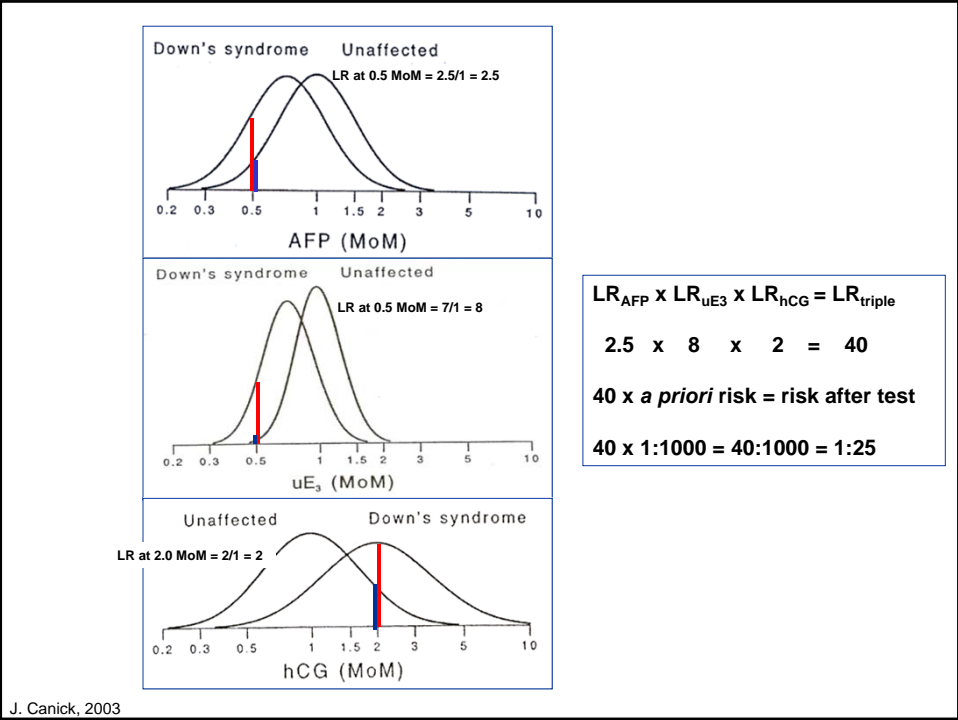 Down's syndrome Unaffected
LR at 0.5 MoM = 2.5/1 = 2.5
0.2 0.3 0.5 1 1.5 2 3 5 10
AFP (MoM)
Down's syndrome Unaffected
LR at 0.5 MoM = 7/1 = 8
0.2 0.3 0.5 1 1.5 2 3 5 10
uE₃ (MoM)
Unaffected Down's syndrome
LR at 2.0 MoM = 2/1 = 2
0.2 0.3 0.5 1 1.5 2 3 5 10
hCG (MoM)
LR_AFP x LR_uE3 x LR_hCG = LR_triple
2.5 x 8 x 2 = 40
40 x a priori risk = risk after test
40 x 1:1000 = 40:1000 = 1:25
J. Canick, 2003